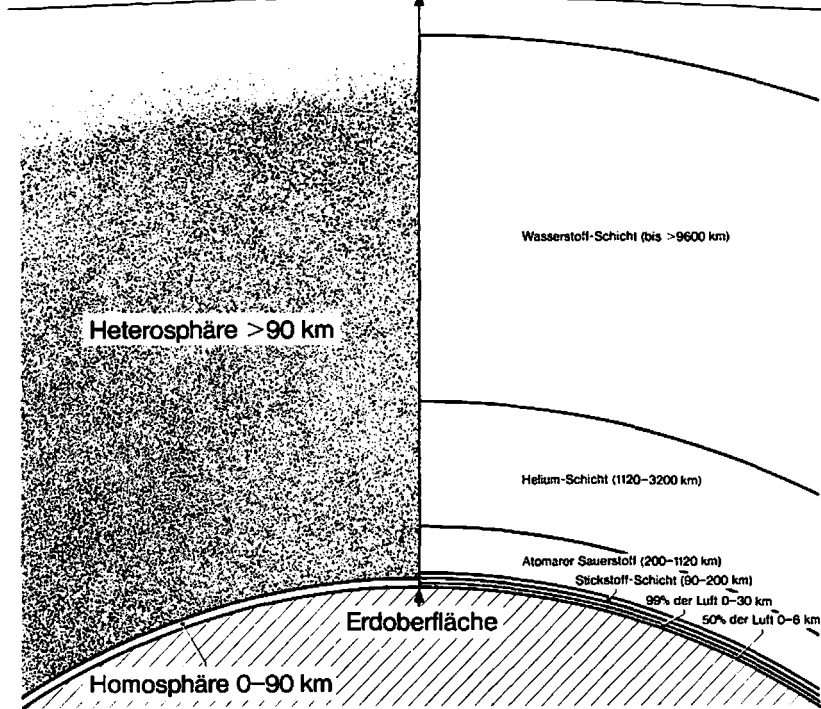 Wasserstoff-Schicht (bis >9600 km)
Heterosphäre >90 km
Helium-Schicht (1120–3200 km)
Atomarer Sauerstoff (200–1120 km)
Stickstoff-Schicht (90–200 km)
99% der Luft 0–30 km
50% der Luft 0–6 km
Erdoberfläche
Homosphäre 0–90 km